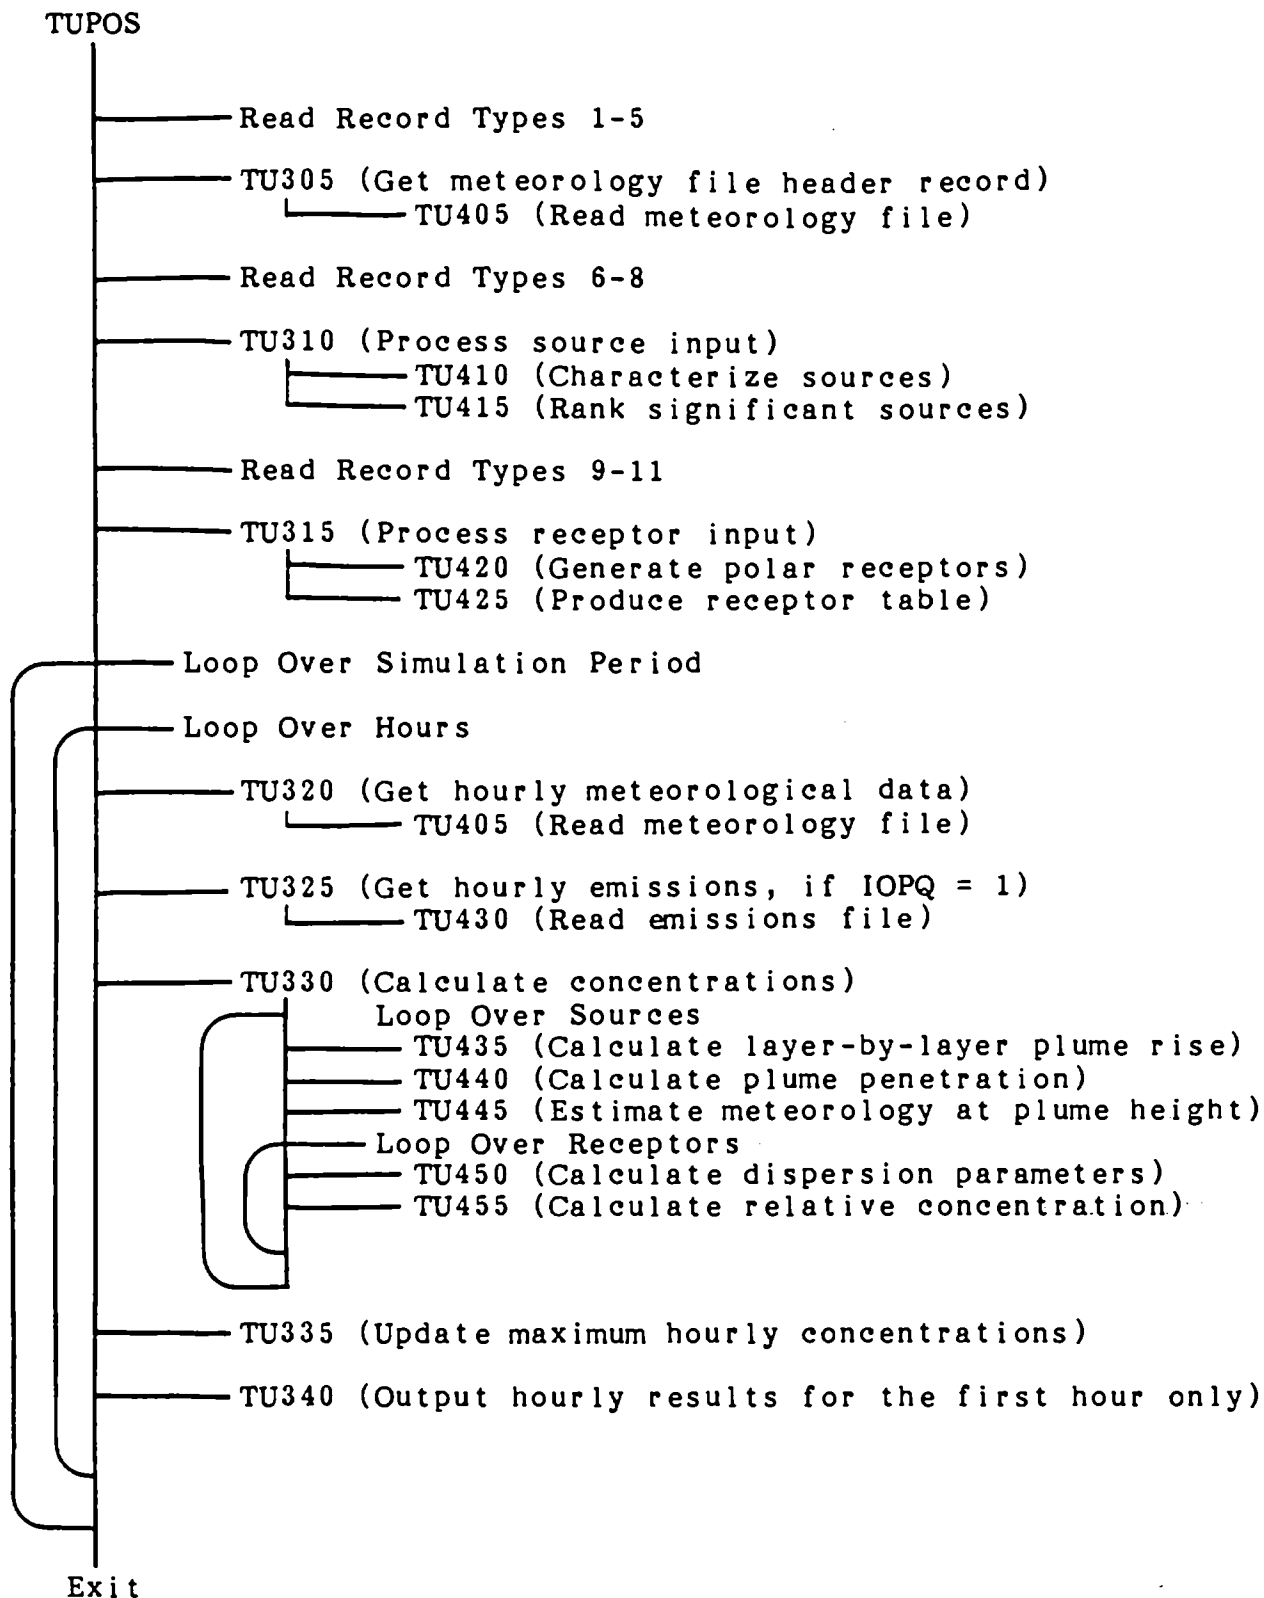 TUPOS
Read Record Types 1-5
TU305 (Get meteorology file header record)
TU405 (Read meteorology file)
Read Record Types 6-8
TU310 (Process source input)
TU410 (Characterize sources)
TU415 (Rank significant sources)
Read Record Types 9-11
TU315 (Process receptor input)
TU420 (Generate polar receptors)
TU425 (Produce receptor table)
Loop Over Simulation Period
Loop Over Hours
TU320 (Get hourly meteorological data)
TU405 (Read meteorology file)
TU325 (Get hourly emissions, if IOPQ = 1)
TU430 (Read emissions file)
TU330 (Calculate concentrations)
Loop Over Sources
TU435 (Calculate layer-by-layer plume rise)
TU440 (Calculate plume penetration)
TU445 (Estimate meteorology at plume height)
Loop Over Receptors
TU450 (Calculate dispersion parameters)
TU455 (Calculate relative concentration)
TU335 (Update maximum hourly concentrations)
TU340 (Output hourly results for the first hour only)
Exit